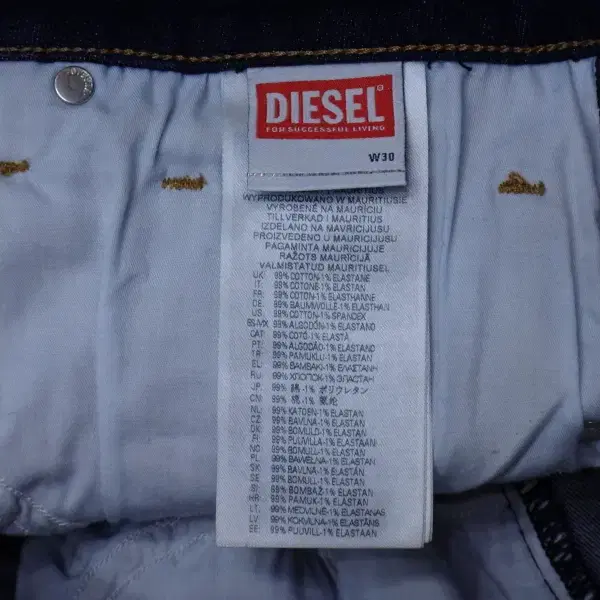 DIESEL
FOR SUCCESSFUL LIVING
W30
WYPRODUKOWANO W MAURITIUS
VYROBENÉ NA MAURÍCIU
TILLVERKAD I MAURITIUS
IZDELANO NA MAVRICIJUSU
PROIZVEDENO U MAURICIJUSU
PAGAMINTA MAURICIJUJE
RAŽOTS MAURĪCIJĀ
VALMISTATUD MAURITIUSEL
UK: 99% COTTON-1% ELASTANE
IT: 99% COTONE-1% ELASTAN
FR: 99% COTON-1% ELASTHANNE
DE: 99% BAUMWOLLE-1% ELASTHAN
US: 99% COTTON-1% SPANDEX
ES-MX: 99% ALGODÓN-1% ELASTANO
CAT: 99% COTÓ-1% ELASTÀ
PT: 99% ALGODÃO-1% ELASTANO
TR: 99% PAMUKLU-1% ELASTAN
EL: 99% ΒΑΜΒΑΚΙ-1% ΕΛΑΣΤΑΝΗ
RU: 99% ХЛОПОК-1% ЭЛАСТАН
JP: 99% 綿-1% ポリウレタン
CN: 99% 棉-1% 氨纶
NL: 99% KATOEN-1% ELASTAN
CZ: 99% BAVLNA-1% ELASTAN
DK: 99% BOMULD-1% ELASTAN
FI: 99% PUUVILLA-1% ELASTAANI
NO: 99% BOMULL-1% ELASTAN
PL: 99% BAWEŁNA-1% ELASTAN
SK: 99% BAVLNA-1% ELASTAN
SE: 99% BOMULL-1% ELASTAN
SI: 99% BOMBAŽ-1% ELASTAN
HR: 99% PAMUK-1% ELASTAN
LT: 99% MEDVILNĖ-1% ELASTANAS
LV: 99% KOKVILNA-1% ELASTĀNS
EE: 99% PUUVILL-1% ELASTAAN